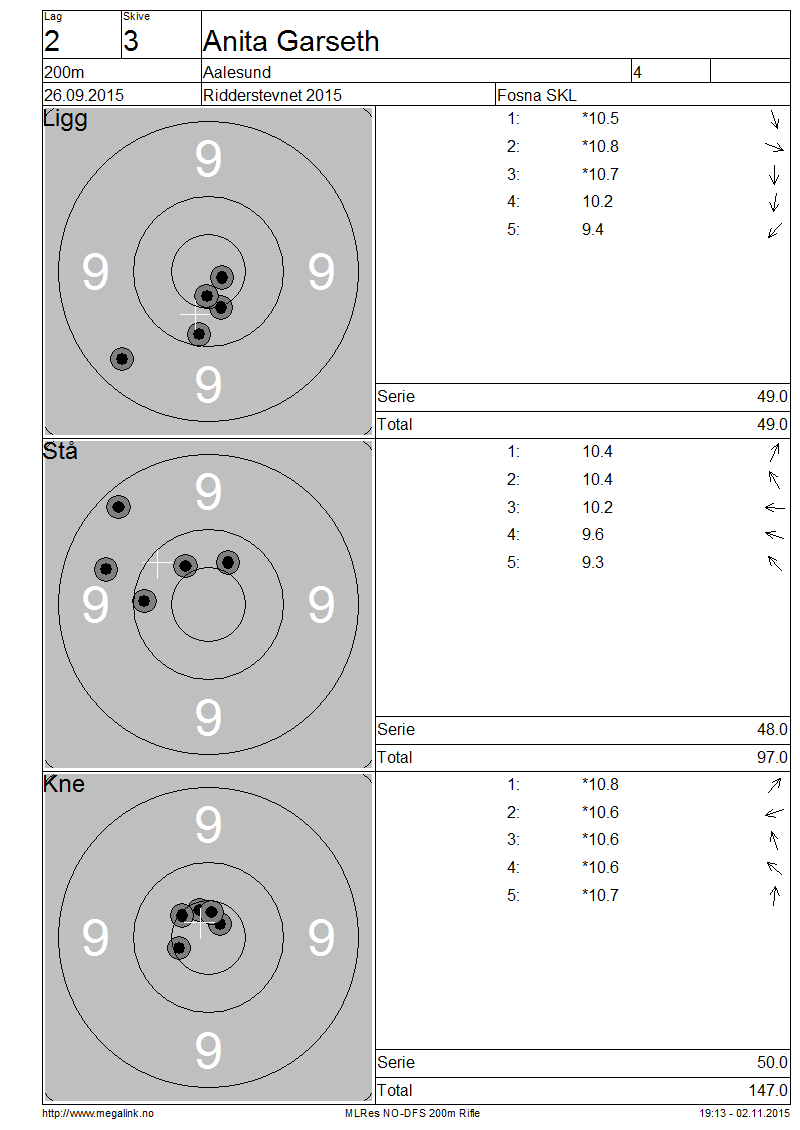 Lag Skive
2 3 Anita Garseth
200m Aalesund 4
26.09.2015 Ridderstevnet 2015 Fosna SKL
Ligg
1: *10.5
2: *10.8
3: *10.7
4: 10.2
5: 9.4
9
9 9
9
Serie 49.0
Total 49.0
Stå
1: 10.4
2: 10.4
3: 10.2
4: 9.6
5: 9.3
9
9 9
9
Serie 48.0
Total 97.0
Kne
1: *10.8
2: *10.6
3: *10.6
4: *10.6
5: *10.7
9
9 9
9
Serie 50.0
Total 147.0
http://www.megalink.no MLRes NO-DFS 200m Rifle 19:13 - 02.11.2015